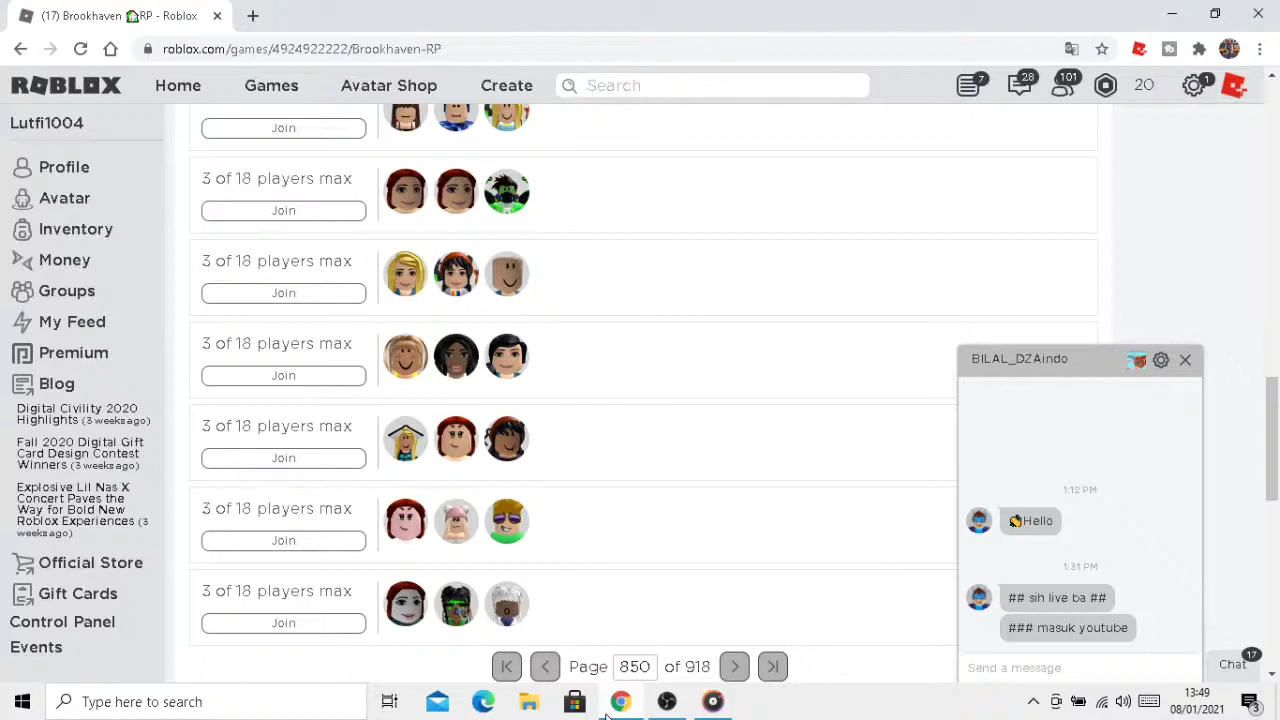 (17) Brookhaven 🏠RP - Roblox
roblox.com/games/4924922222/Brookhaven-RP
ROBLOX
Home
Games
Avatar Shop
Create
Search
7
28
101
20
1
Lutfi1004
Profile
Avatar
Inventory
Money
Groups
My Feed
Premium
Blog
Digital Civility 2020
Highlights (3 weeks ago)
Fall 2020 Digital Gift
Card Design Contest
Winners (3 weeks ago)
Explosive Lil Nas X
Concert Paves the
Way for Bold New
Roblox Experiences (3
weeks ago)
Official Store
Gift Cards
Control Panel
Events
Join
3 of 18 players max
Join
3 of 18 players max
Join
3 of 18 players max
Join
3 of 18 players max
Join
3 of 18 players max
Join
3 of 18 players max
Join
Page 850 of 918
BILAL_DZAindo
1:12 PM
👏Hello
1:31 PM
## sih live ba ##
### masuk youtube
Send a message
Chat
17
Type here to search
13:49
08/01/2021
3